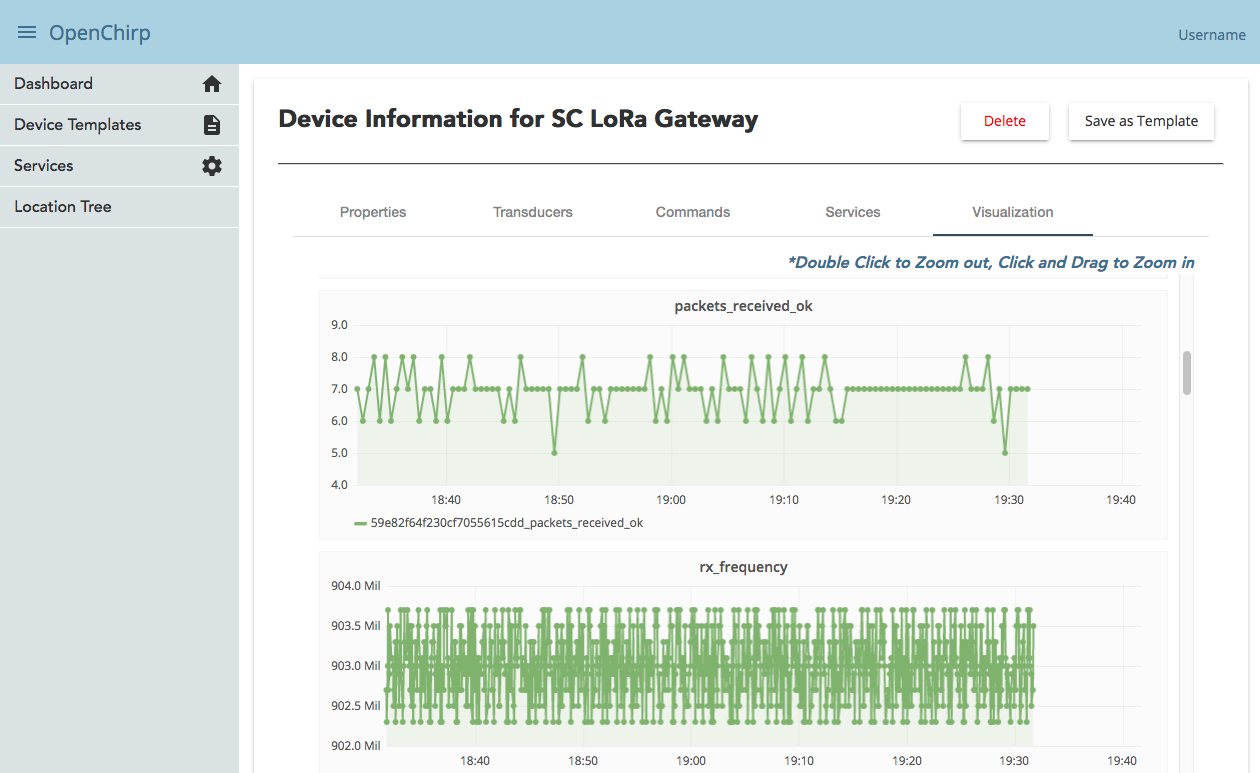 OpenChirp
Username
Dashboard
Device Templates
Services
Location Tree
Device Information for SC LoRa Gateway
Delete
Save as Template
Properties Transducers Commands Services Visualization
*Double Click to Zoom out, Click and Drag to Zoom in
packets_received_ok
9.0
8.0
7.0
6.0
5.0
4.0
18:40 18:50 19:00 19:10 19:20 19:30 19:40
59e82f64f230cf7055615cdd_packets_received_ok
rx_frequency
904.0 Mil
903.5 Mil
903.0 Mil
902.5 Mil
902.0 Mil
18:40 18:50 19:00 19:10 19:20 19:30 19:40